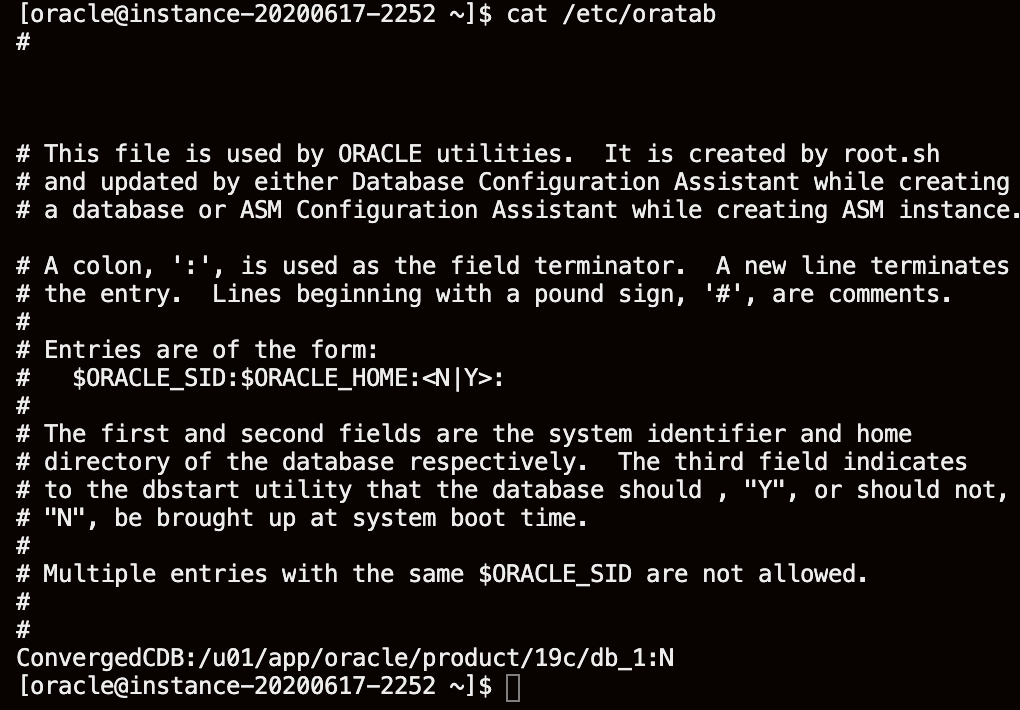 [oracle@instance-20200617-2252 ~]$ cat /etc/oratab
#
# This file is used by ORACLE utilities.  It is created by root.sh
# and updated by either Database Configuration Assistant while creating
# a database or ASM Configuration Assistant while creating ASM instance.
# A colon, ':', is used as the field terminator.  A new line terminates
# the entry.  Lines beginning with a pound sign, '#', are comments.
#
# Entries are of the form:
#   $ORACLE_SID:$ORACLE_HOME:<N|Y>:
#
# The first and second fields are the system identifier and home
# directory of the database respectively.  The third field indicates
# to the dbstart utility that the database should , "Y", or should not,
# "N", be brought up at system boot time.
#
# Multiple entries with the same $ORACLE_SID are not allowed.
#
#
ConvergedCDB:/u01/app/oracle/product/19c/db_1:N
[oracle@instance-20200617-2252 ~]$